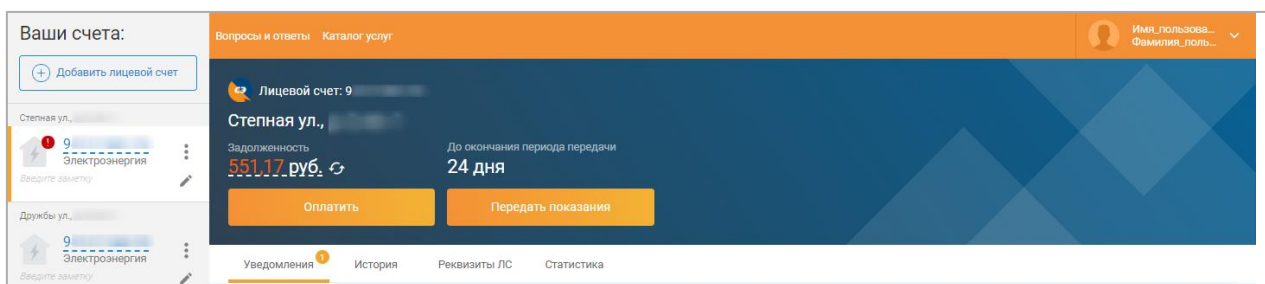 Ваши счета:
Добавить лицевой счет
Степная ул.,
9
Электроэнергия
Введите заметку
Дружбы ул.,
9
Электроэнергия
Введите заметку
Вопросы и ответы Каталог услуг
Имя_пользова...
Фамилия_поль...
Лицевой счет: 9
Степная ул.,
Задолженность
551,17 руб.
До окончания периода передачи
24 дня
Оплатить
Передать показания
Уведомления 1 История Реквизиты ЛС Статистика